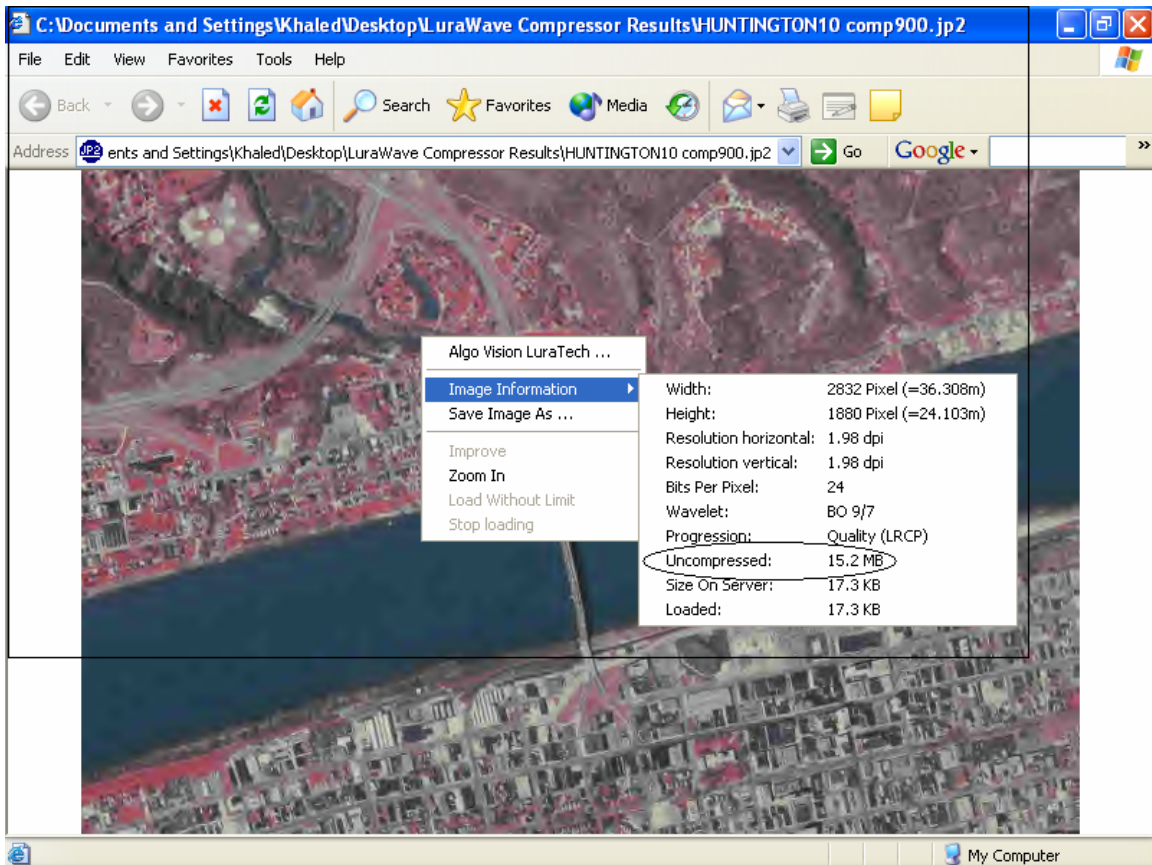 C:\Documents and Settings\Khaled\Desktop\LuraWave Compressor Results\HUNTINGTON10 comp900.jp2
File Edit View Favorites Tools Help
Back Search Favorites Media
Address JP2 ents and Settings\Khaled\Desktop\LuraWave Compressor Results\HUNTINGTON10 comp900.jp2 Go Google »
Algo Vision LuraTech ...
Image Information
Save Image As ...
Improve
Zoom In
Load Without Limit
Stop loading
Width: 2832 Pixel (=36.308m)
Height: 1880 Pixel (=24.103m)
Resolution horizontal: 1.98 dpi
Resolution vertical: 1.98 dpi
Bits Per Pixel: 24
Wavelet: BO 9/7
Progression: Quality (LRCP)
Uncompressed: 15.2 MB
Size On Server: 17.3 KB
Loaded: 17.3 KB
My Computer